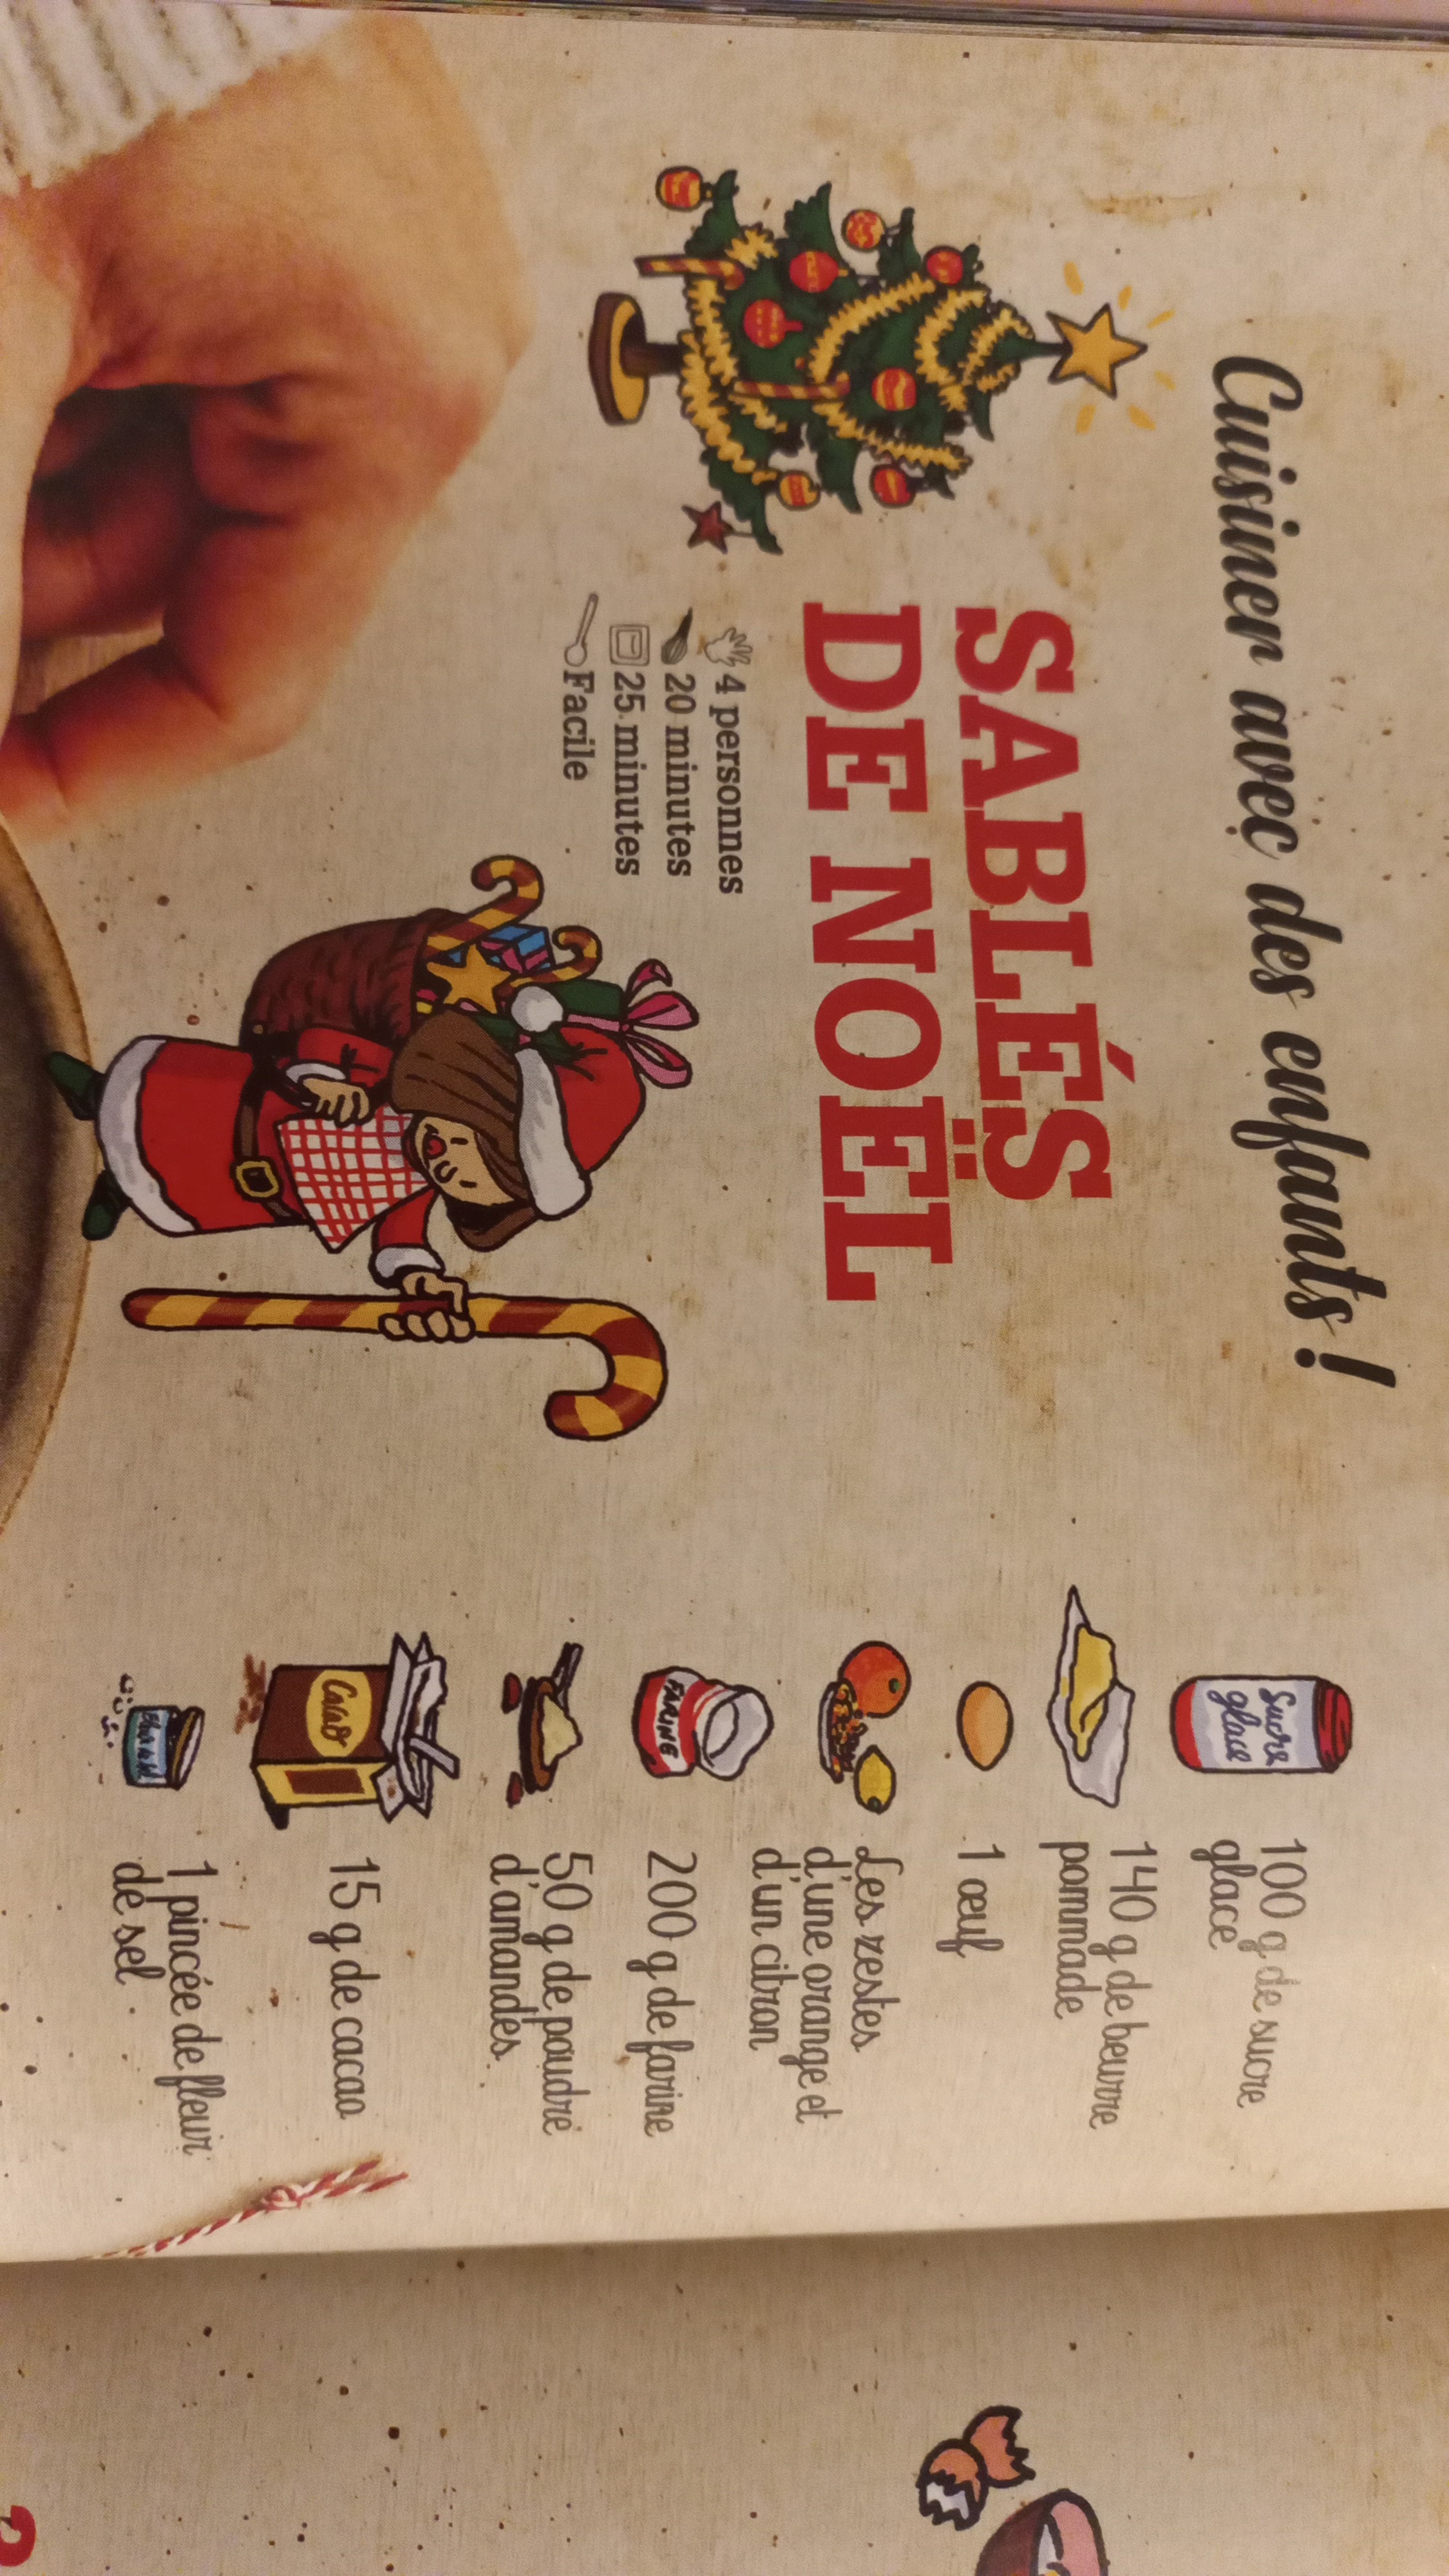 Cuisiner avec des enfants !
SABLÉS
DE NOËL
4 personnes
20 minutes
25 minutes
Facile
Sucre
glace
100 g de sucre
glace
140 g de beurre
pommade
1 œuf
Les zestes
d'une orange et
d'un citron
FARINE
200 g de farine
50 g de poudre
d'amandes
Cacao
15 g de cacao
1 pincée de fleur
de sel